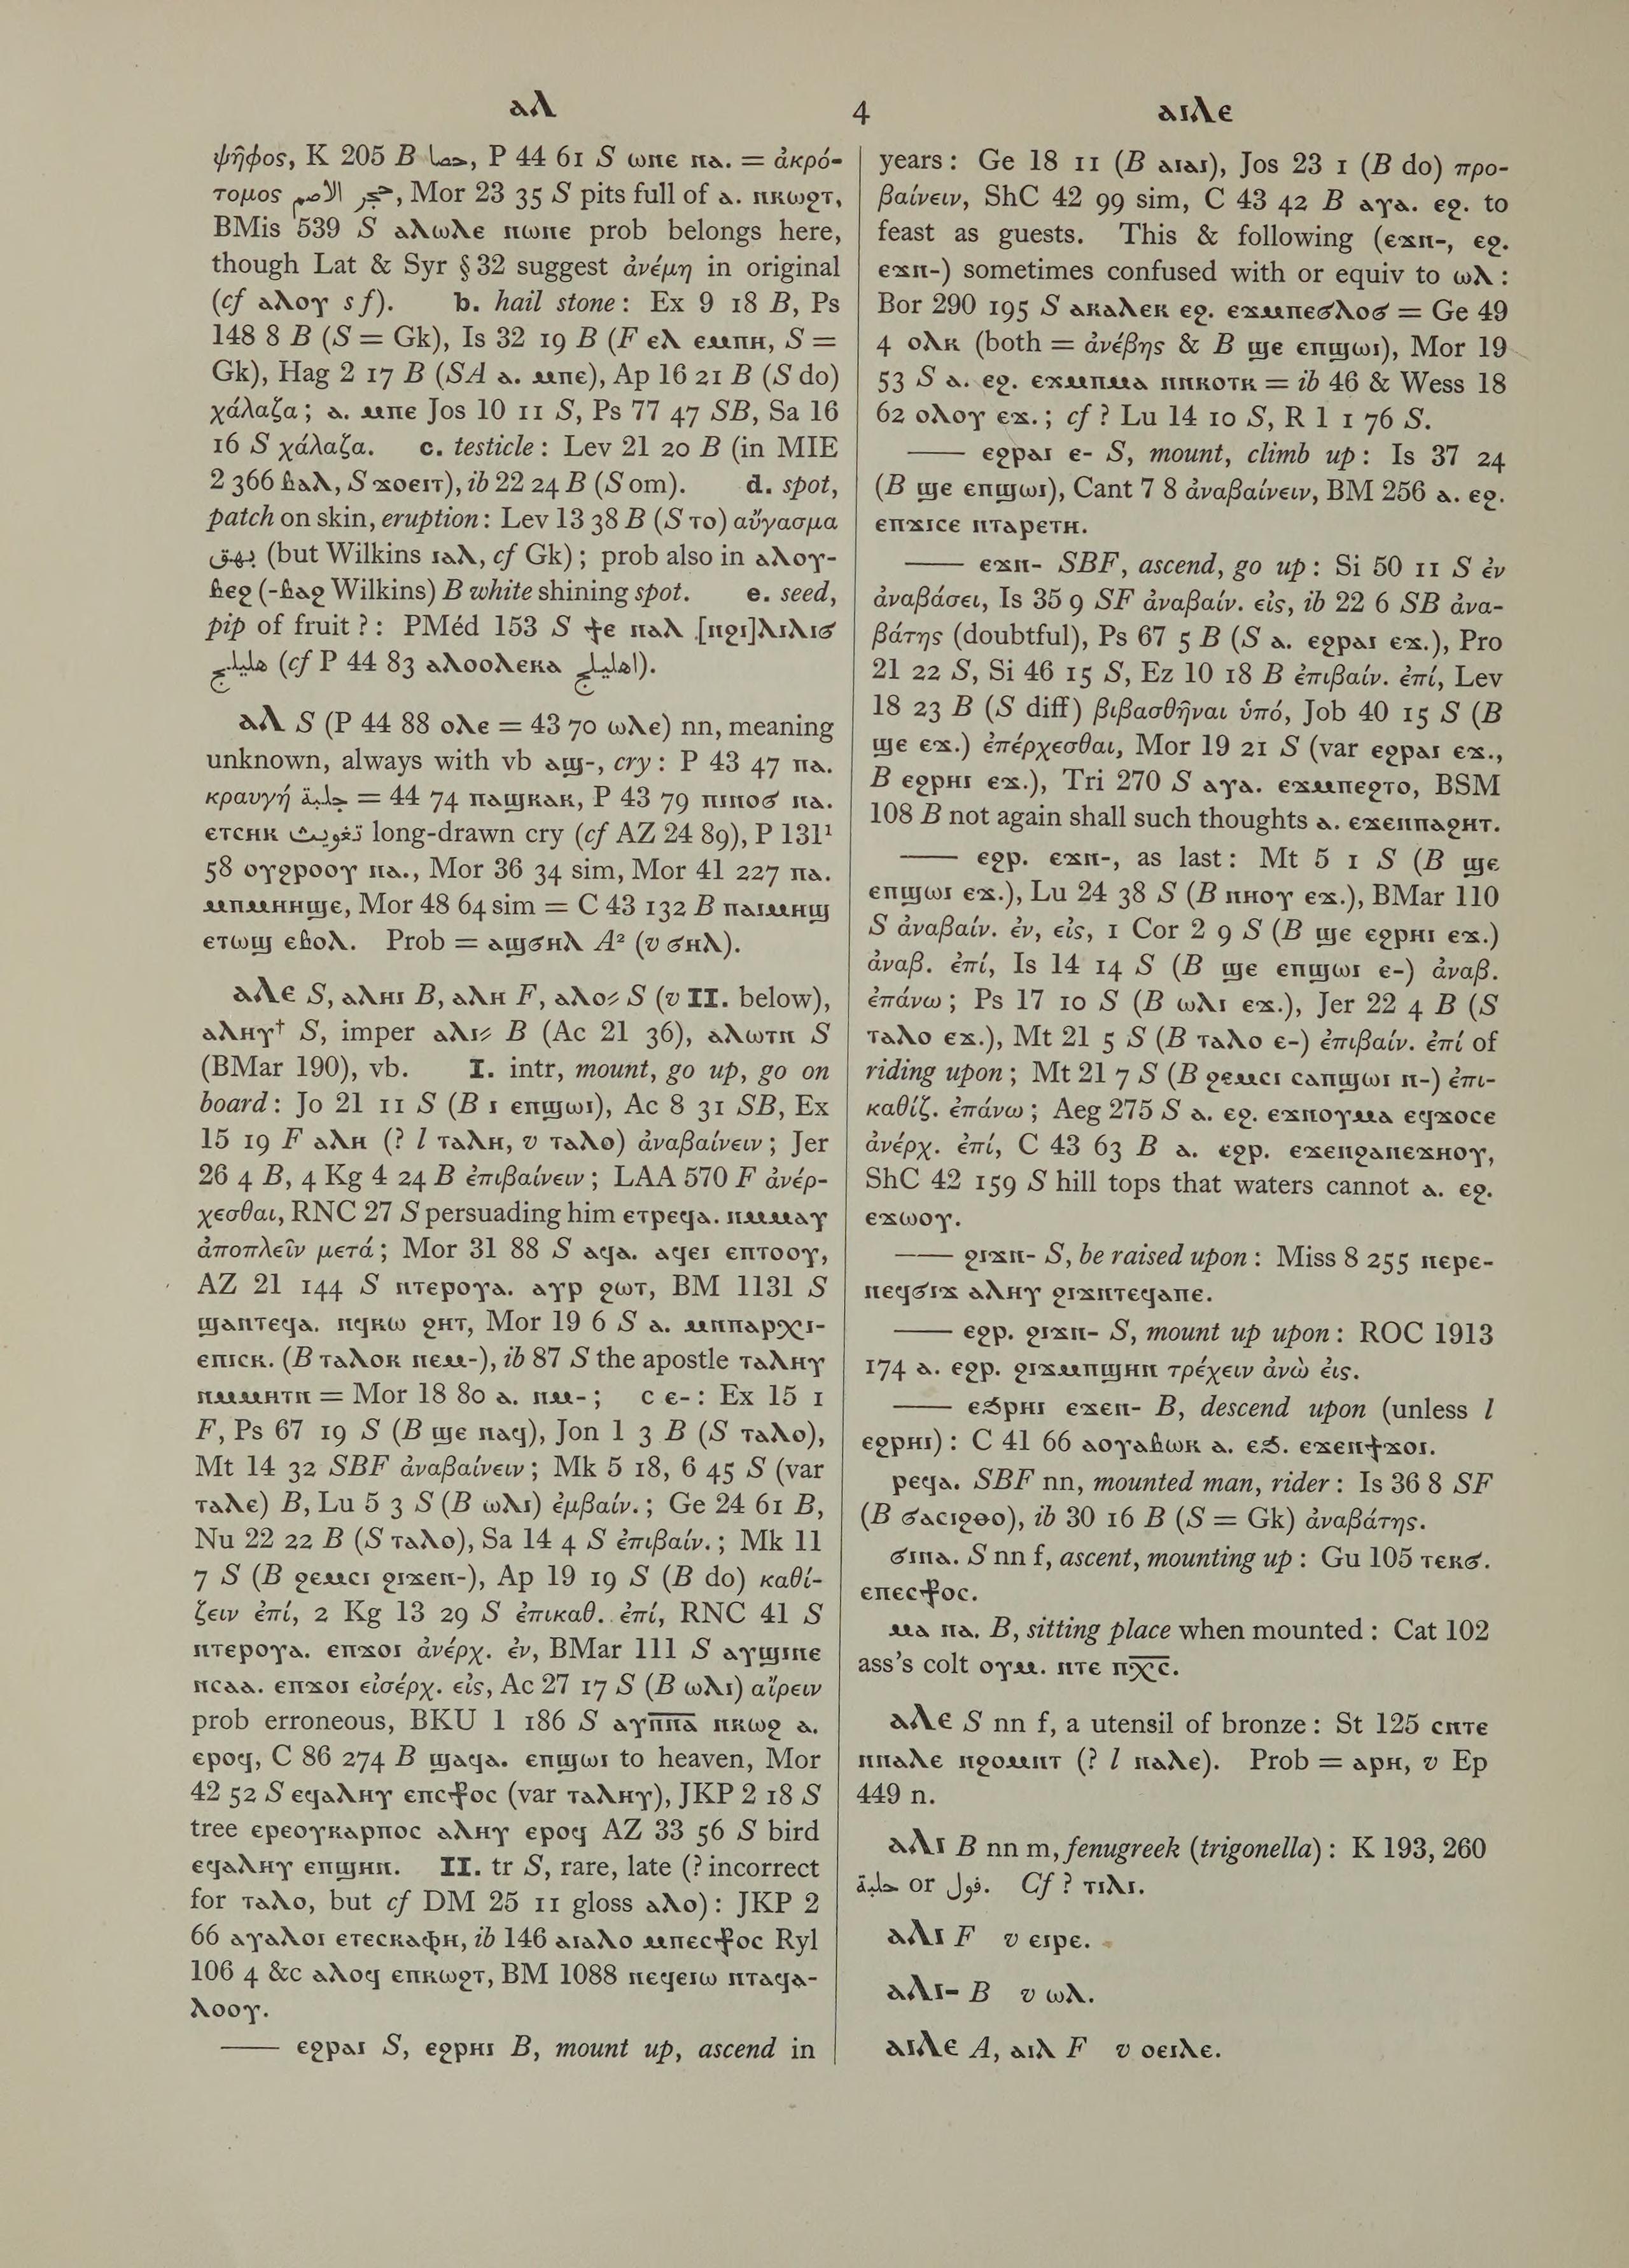 ⲁⲗ 4 ⲁⲓⲗⲉ
ψῆφος, K 205 B حصا, P 44 61 S ⲱⲛⲉ ⲛⲁ. = ἀκρό-
τομος حجر الاصم, Mor 23 35 S pits full of ⲁ. ⲛⲕⲱϩⲧ,
BMis 539 S ⲁⲗⲱⲗⲉ ⲛⲱⲛⲉ prob belongs here,
though Lat & Syr § 32 suggest ἀνέμη in original
(cf ⲁⲗⲟⲩ s f). b. hail stone: Ex 9 18 B, Ps
148 8 B (S = Gk), Is 32 19 B (F ⲉⲗ ⲉⲙⲡⲏ, S =
Gk), Hag 2 17 B (SA ⲁ. ⲙⲡⲉ), Ap 16 21 B (S do)
χάλαζα; ⲁ. ⲙⲡⲉ Jos 10 11 S, Ps 77 47 SB, Sa 16
16 S χάλαζα. c. testicle: Lev 21 20 B (in MIE
2 366 ⲃⲁⲗ, S ϫⲟⲉⲓⲧ), ib 22 24 B (S om). d. spot,
patch on skin, eruption: Lev 13 38 B (S ⲧⲟ) αὔγασμα
بهق (but Wilkins ⲓⲁⲗ, cf Gk); prob also in ⲁⲗⲟⲩ-
ⲃⲉϩ (-ⲃⲁϩ Wilkins) B white shining spot. e. seed,
pip of fruit?: PMéd 153 S ϯⲉ ⲛⲁⲗ [ⲛϩⲓ]ⲗⲓⲗⲓϭ
هليلج (cf P 44 83 ⲁⲗⲟⲟⲗⲉⲕⲁ اهليلج).
ⲁⲗ S (P 44 88 ⲟⲗⲉ = 43 70 ⲱⲗⲉ) nn, meaning
unknown, always with vb ⲁϣ-, cry: P 43 47 ⲡⲁ.
κραυγή جلبة = 44 74 ⲡⲁϣⲕⲁⲕ, P 43 79 ⲡⲛⲟϭ ⲛⲁ.
ⲉⲧⲥⲏⲕ تغويث long-drawn cry (cf AZ 24 89), P 131¹
58 ⲟⲩϩⲣⲟⲟⲩ ⲛⲁ., Mor 36 34 sim, Mor 41 227 ⲡⲁ.
ⲙⲡⲙⲏⲏϣⲉ, Mor 48 64 sim = C 43 132 B ⲡⲁⲓⲙⲏϣ
ⲉⲧⲱϣ ⲉⲃⲟⲗ. Prob = ⲁϣϭⲏⲗ A² (v ϭⲏⲗ).
ⲁⲗⲉ S, ⲁⲗⲏⲓ B, ⲁⲗⲏ F, ⲁⲗⲟ⸗ S (v II. below),
ⲁⲗⲏⲩ† S, imper ⲁⲗⲓ⸗ B (Ac 21 36), ⲁⲗⲱⲧⲛ S
(BMar 190), vb. I. intr, mount, go up, go on
board: Jo 21 11 S (B ⲓ ⲉⲡϣⲱⲓ), Ac 8 31 SB, Ex
15 19 F ⲁⲗⲏ (? l ⲧⲁⲗⲏ, v ⲧⲁⲗⲟ) ἀναβαίνειν; Jer
26 4 B, 4 Kg 4 24 B ἐπιβαίνειν; LAA 570 F ἀνέρ-
χεσθαι, RNC 27 S persuading him ⲉⲧⲣⲉϥⲁ. ⲛⲙⲙⲁⲩ
ἀποπλεῖν μετά; Mor 31 88 S ⲁϥⲁ. ⲁϥⲉⲓ ⲉⲡⲧⲟⲟⲩ,
AZ 21 144 S ⲛⲧⲉⲣⲟⲩⲁ. ⲁⲩⲣ ϩⲱⲧ, BM 1131 S
ϣⲁⲛⲧⲉϥⲁ. ⲛϥⲕⲱ ϩⲏⲧ, Mor 19 6 S ⲁ. ⲙⲛⲡⲁⲣⲭⲓ-
ⲉⲡⲓⲥⲕ. (B ⲧⲁⲗⲟⲕ ⲛⲉⲙ-), ib 87 S the apostle ⲧⲁⲗⲏⲩ
ⲛⲙⲙⲏⲧⲛ = Mor 18 80 ⲁ. ⲛⲙ-; c ⲉ-: Ex 15 1
F, Ps 67 19 S (B ϣⲉ ⲛⲁϥ), Jon 1 3 B (S ⲧⲁⲗⲟ),
Mt 14 32 SBF ἀναβαίνειν; Mk 5 18, 6 45 S (var
ⲧⲁⲗⲉ) B, Lu 5 3 S (B ⲱⲗⲓ) ἐμβαίν.; Ge 24 61 B,
Nu 22 22 B (S ⲧⲁⲗⲟ), Sa 14 4 S ἐπιβαίν.; Mk 11
7 S (B ϩⲉⲙⲥⲓ ϩⲓϫⲉⲛ-), Ap 19 19 S (B do) καθί-
ζειν ἐπί, 2 Kg 13 29 S ἐπικαθ. ἐπί, RNC 41 S
ⲛⲧⲉⲣⲟⲩⲁ. ⲉⲡϫⲟⲓ ἀνέρχ. ἐν, BMar 111 S ⲁⲩϣⲓⲛⲉ
ⲛⲥⲁⲁ. ⲉⲡϫⲟⲓ εἰσέρχ. εἰς, Ac 27 17 S (B ⲱⲗⲓ) αἴρειν
prob erroneous, BKU 1 186 S ⲁⲩⲡ̅ⲛ̅ⲁ̅ ⲛⲕⲱϩ ⲁ.
ⲉⲣⲟϥ, C 86 274 B ϣⲁϥⲁ. ⲉⲡϣⲱⲓ to heaven, Mor
42 52 S ⲉϥⲁⲗⲏⲩ ⲉⲡⲥϯⲟⲥ (var ⲧⲁⲗⲏⲩ), JKP 2 18 S
tree ⲉⲣⲉⲟⲩⲕⲁⲣⲡⲟⲥ ⲁⲗⲏⲩ ⲉⲣⲟϥ AZ 33 56 S bird
ⲉϥⲁⲗⲏⲩ ⲉⲡϣⲏⲛ. II. tr S, rare, late (? incorrect
for ⲧⲁⲗⲟ, but cf DM 25 11 gloss ⲁⲗⲟ): JKP 2
66 ⲁⲩⲁⲗⲟⲓ ⲉⲧⲉⲥⲕⲁⲫⲏ, ib 146 ⲁⲓⲁⲗⲟ ⲙⲡⲉⲥ⳨ⲟⲥ Ryl
106 4 &c ⲁⲗⲟϥ ⲉⲡⲕⲱϩⲧ, BM 1088 ⲡⲉϥⲉⲓⲱ ⲛⲧⲁϥⲁ-
ⲗⲟⲟⲩ.
—— ⲉϩⲣⲁⲓ S, ⲉϩⲣⲏⲓ B, mount up, ascend in
years: Ge 18 11 (B ⲁⲓⲁⲓ), Jos 23 1 (B do) προ-
βαίνειν, ShC 42 99 sim, C 43 42 B ⲁⲩⲁ. ⲉϩ. to
feast as guests. This & following (ⲉϫⲛ-, ⲉϩ.
ⲉϫⲛ-) sometimes confused with or equiv to ⲱⲗ:
Bor 290 195 S ⲁⲕⲁⲗⲉⲕ ⲉϩ. ⲉϫⲙⲡⲉϭⲗⲟϭ = Ge 49
4 ⲟⲗⲕ (both = ἀνέβης & B ϣⲉ ⲉⲡϣⲱⲓ), Mor 19
53 S ⲁ. ⲉϩ. ⲉϫⲙⲡⲙⲁ ⲛⲛⲕⲟⲧⲕ = ib 46 & Wess 18
62 ⲟⲗⲟⲩ ⲉϫ.; cf ? Lu 14 10 S, R 1 1 76 S.
—— ⲉϩⲣⲁⲓ ⲉ- S, mount, climb up: Is 37 24
(B ϣⲉ ⲉⲡϣⲱⲓ), Cant 7 8 ἀναβαίνειν, BM 256 ⲁ. ⲉϩ.
ⲉⲡϫⲓⲥⲉ ⲛⲧⲁⲣⲉⲧⲏ.
—— ⲉϫⲛ- SBF, ascend, go up: Si 50 11 S ἐν
ἀναβάσει, Is 35 9 SF ἀναβαίν. εἰς, ib 22 6 SB ἀνα-
βάτης (doubtful), Ps 67 5 B (S ⲁ. ⲉϩⲣⲁⲓ ⲉϫ.), Pro
21 22 S, Si 46 15 S, Ez 10 18 B ἐπιβαίν. ἐπί, Lev
18 23 B (S diff) βιβασθῆναι ὑπό, Job 40 15 S (B
ϣⲉ ⲉϫ.) ἐπέρχεσθαι, Mor 19 21 S (var ⲉϩⲣⲁⲓ ⲉϫ.,
B ⲉϩⲣⲏⲓ ⲉϫ.), Tri 270 S ⲁϥⲁ. ⲉϫⲙⲡⲉϩⲧⲟ, BSM
108 B not again shall such thoughts ⲁ. ⲉϫⲉⲛⲡⲁϩⲏⲧ.
—— ⲉϩⲣ. ⲉϫⲛ-, as last: Mt 5 1 S (B ϣⲉ
ⲉⲡϣⲱⲓ ⲉϫ.), Lu 24 38 S (B ⲛⲏⲟⲩ ⲉϫ.), BMar 110
S ἀναβαίν. ἐν, εἰς, 1 Cor 2 9 S (B ϣⲉ ⲉϩⲣⲏⲓ ⲉϫ.)
ἀναβ. ἐπί, Is 14 14 S (B ϣⲉ ⲉⲡϣⲱⲓ ⲉ-) ἀναβ.
ἐπάνω; Ps 17 10 S (B ⲱⲗⲓ ⲉϫ.), Jer 22 4 B (S
ⲧⲁⲗⲟ ⲉϫ.), Mt 21 5 S (B ⲧⲁⲗⲟ ⲉ-) ἐπιβαίν. ἐπί of
riding upon; Mt 21 7 S (B ϩⲉⲙⲥⲓ ⲥⲁⲡϣⲱⲓ ⲛ-) ἐπι-
καθίζ. ἐπάνω; Aeg 275 S ⲁ. ⲉϩ. ⲉϫⲛⲟⲩⲙⲁ ⲉϥϫⲟⲥⲉ
ἀνέρχ. ἐπί, C 43 63 B ⲁ. ⲉϩⲣ. ⲉϫⲉⲛϩⲁⲛⲉϫⲏⲟⲩ,
ShC 42 159 S hill tops that waters cannot ⲁ. ⲉϩ.
ⲉϫⲱⲟⲩ.
—— ϩⲓϫⲛ- S, be raised upon: Miss 8 255 ⲛⲉⲣⲉ-
ⲛⲉϥϭⲓϫ ⲁⲗⲏⲩ ϩⲓϫⲛⲧⲉϥⲁⲡⲉ.
—— ⲉϩⲣ. ϩⲓϫⲛ- S, mount up upon: ROC 1913
174 ⲁ. ⲉϩⲣ. ϩⲓϫⲙⲡϣⲏⲛ τρέχειν ἀνὼ εἰς.
—— ⲉϧⲣⲏⲓ ⲉϫⲉⲛ- B, descend upon (unless l
ⲉϩⲣⲏⲓ): C 41 66 ⲁⲟⲩⲁⲃⲱⲕ ⲁ. ⲉϧ. ⲉϫⲉⲛϯϫⲟⲓ.
ⲣⲉϥⲁ. SBF nn, mounted man, rider: Is 36 8 SF
(B ϭⲁⲥⲓϩⲑⲟ), ib 30 16 B (S = Gk) ἀναβάτης.
ϭⲓⲛⲁ. S nn f, ascent, mounting up: Gu 105 ⲧⲉⲕϭ.
ⲉⲡⲉⲥ⳨ⲟⲥ.
ⲙⲁ ⲛⲁ. B, sitting place when mounted: Cat 102
ass's colt ⲟⲩⲙ. ⲛⲧⲉ ⲡⲭ̅ⲥ̅.
ⲁⲗⲉ S nn f, a utensil of bronze: St 125 ⲥⲛⲧⲉ
ⲛⲛⲁⲗⲉ ⲛϩⲟⲙⲛⲧ (? l ⲛⲁⲗⲉ). Prob = ⲁⲣⲏ, v Ep
449 n.
ⲁⲗⲓ B nn m, fenugreek (trigonella): K 193, 260
حلبة or فول. Cf ? ⲧⲓⲗⲓ.
ⲁⲗⲓ F v ⲉⲓⲣⲉ.
ⲁⲗⲓ- B v ⲱⲗ.
ⲁⲓⲗⲉ A, ⲁⲓⲗ F v ⲟⲉⲓⲗⲉ.